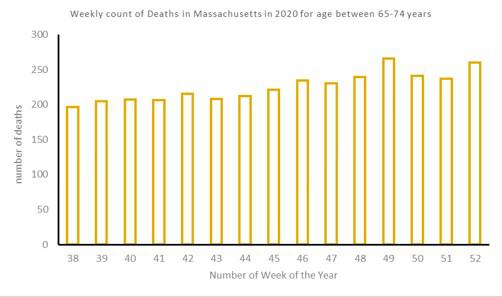 Weekly count of Deaths in Massachusetts in 2020 for age between 65-74 years
300
250
200
150
100
50
0
number of deaths
38 39 40 41 42 43 44 45 46 47 48 49 50 51 52
Number of Week of the Year